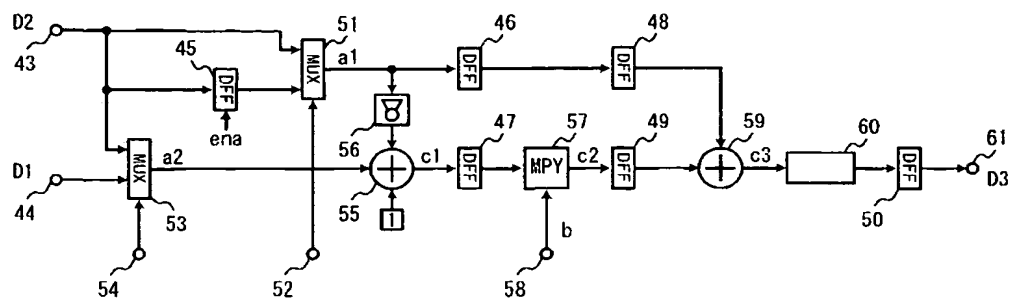 D2
43
45
DFF
ena
51
MUX
a1
46
DFF
48
DFF
56
D1
44
MUX
53
a2
54
52
55
1
c1
47
DFF
57
MPY
c2
b
58
49
DFF
59
c3
60
DFF
50
61
D3